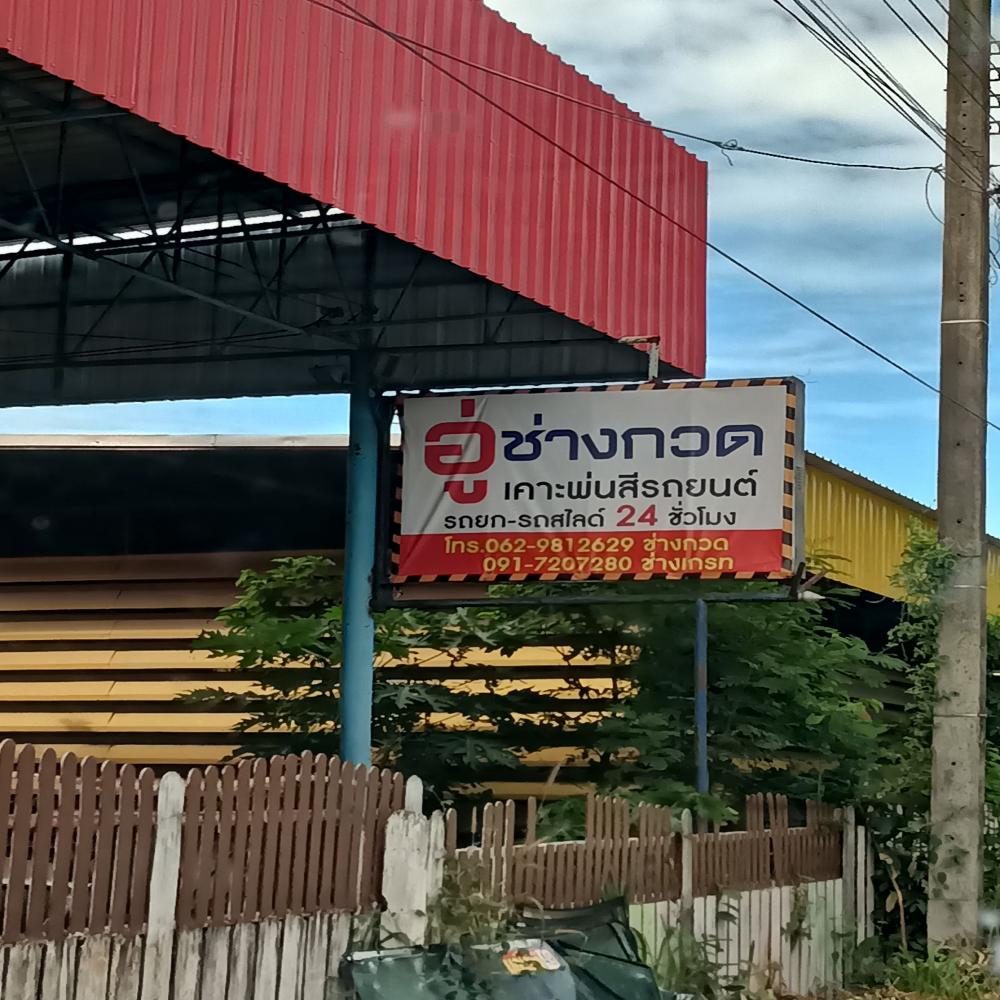 อู่ช่างกวด
เคาะพ่นสีรถยนต์
รถยก-รถสไลด์ 24 ชั่วโมง
โทร.062-9812629 ช่างกวด
091-7207280 ช่างเกรท